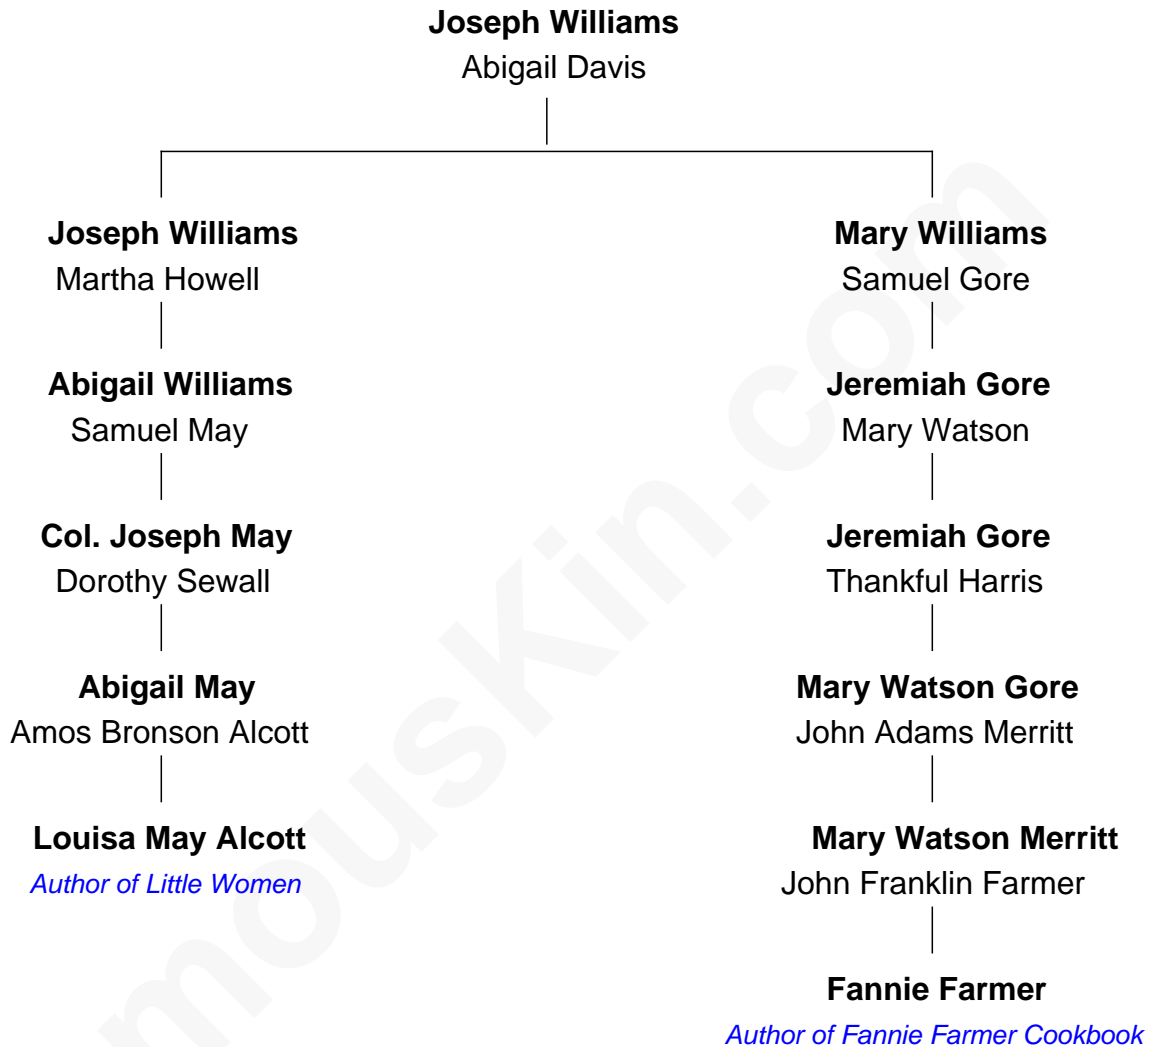 Joseph Williams
Abigail Davis
Joseph Williams
Martha Howell
Mary Williams
Samuel Gore
Abigail Williams
Samuel May
Jeremiah Gore
Mary Watson
Col. Joseph May
Dorothy Sewall
Jeremiah Gore
Thankful Harris
Abigail May
Amos Bronson Alcott
Mary Watson Gore
John Adams Merritt
Louisa May Alcott
Author of Little Women
Mary Watson Merritt
John Franklin Farmer
Fannie Farmer
Author of Fannie Farmer Cookbook
mousKin.com